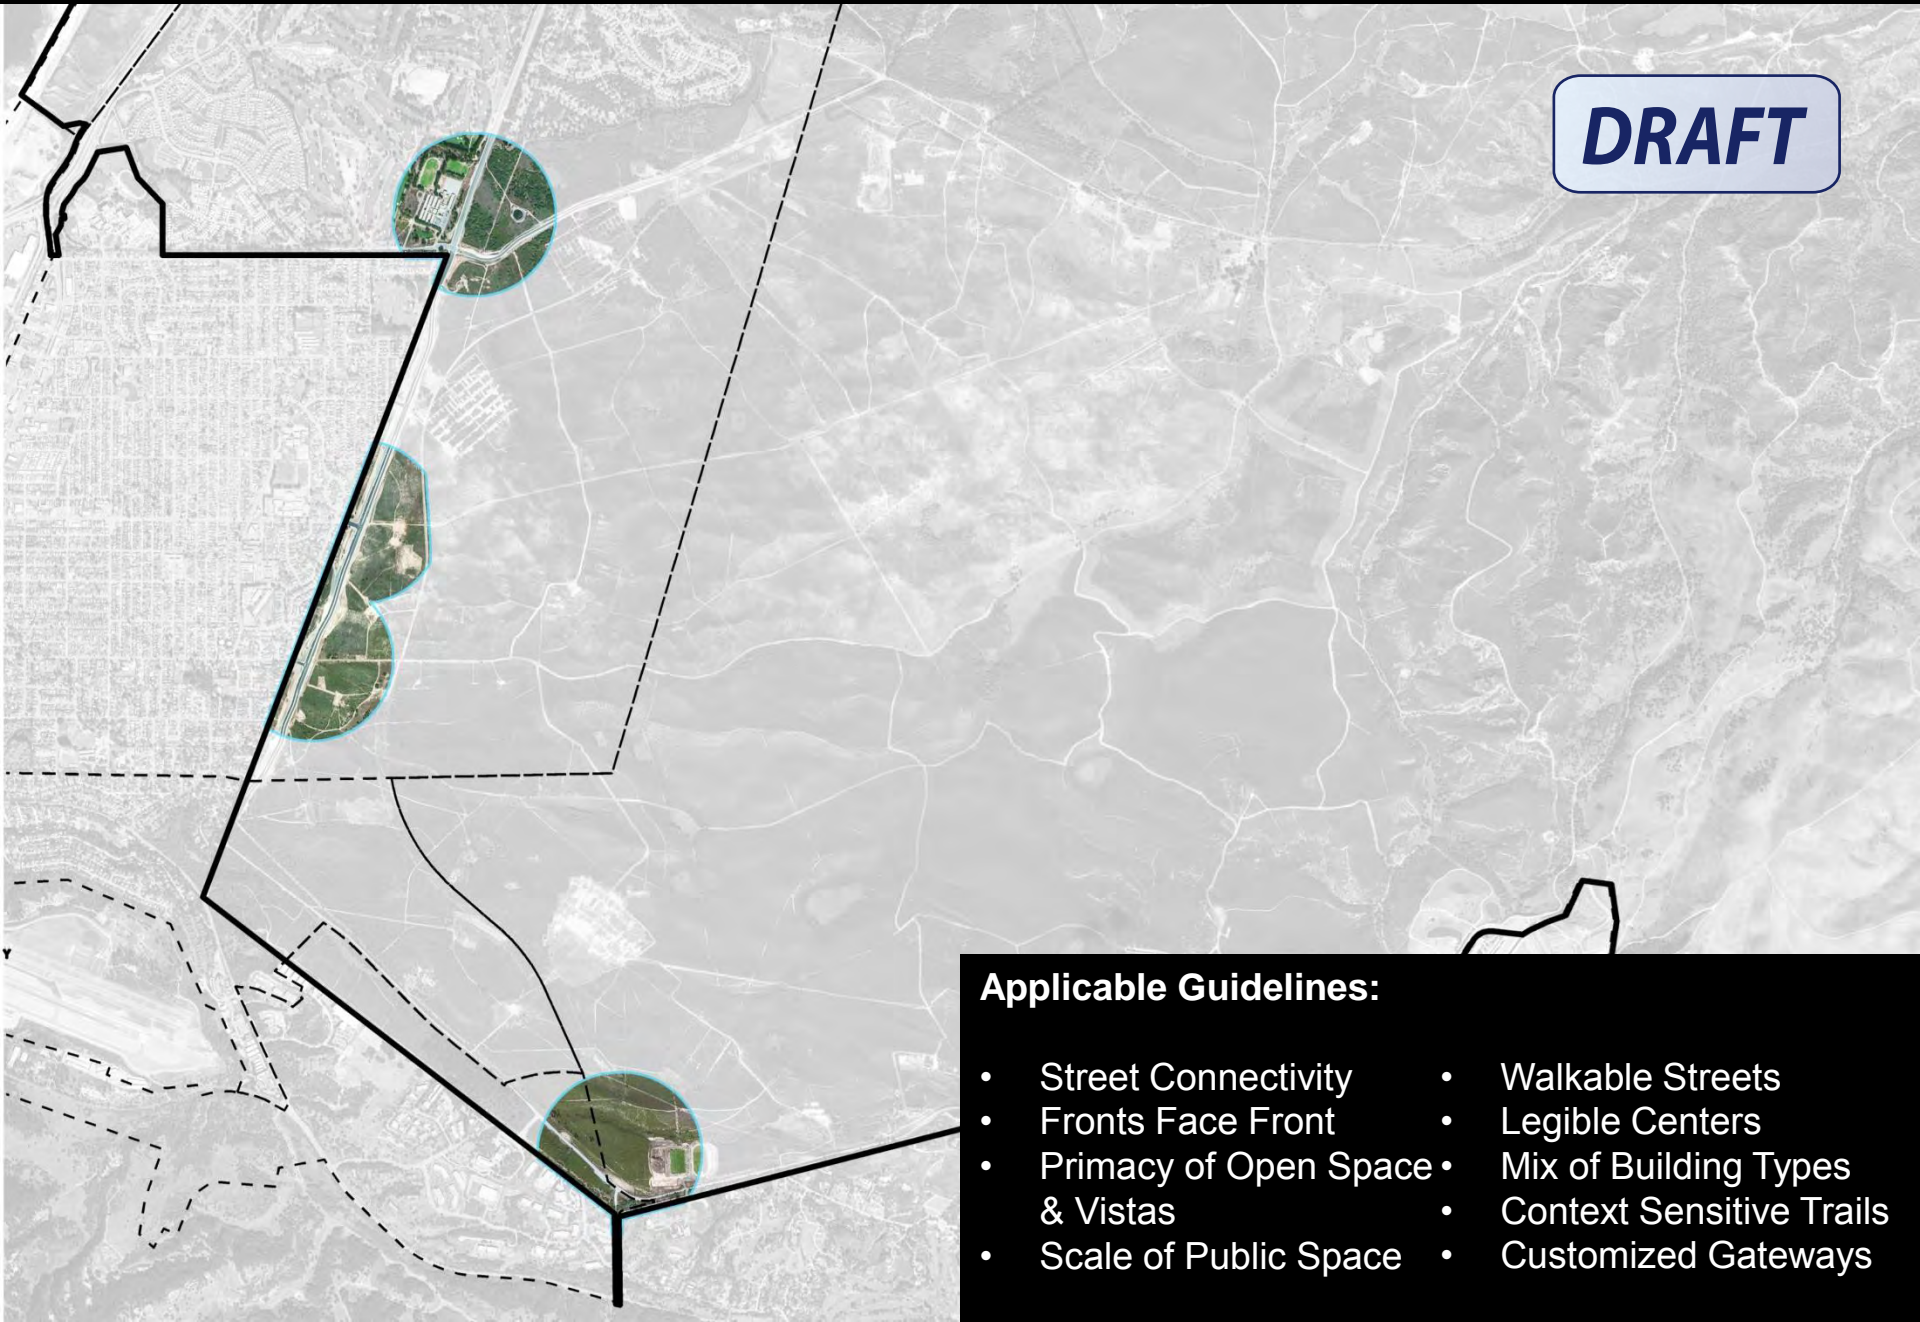 DRAFT
Y
Applicable Guidelines:
• Street Connectivity
• Fronts Face Front
• Primacy of Open Space
& Vistas
• Scale of Public Space
• Walkable Streets
• Legible Centers
• Mix of Building Types
• Context Sensitive Trails
• Customized Gateways